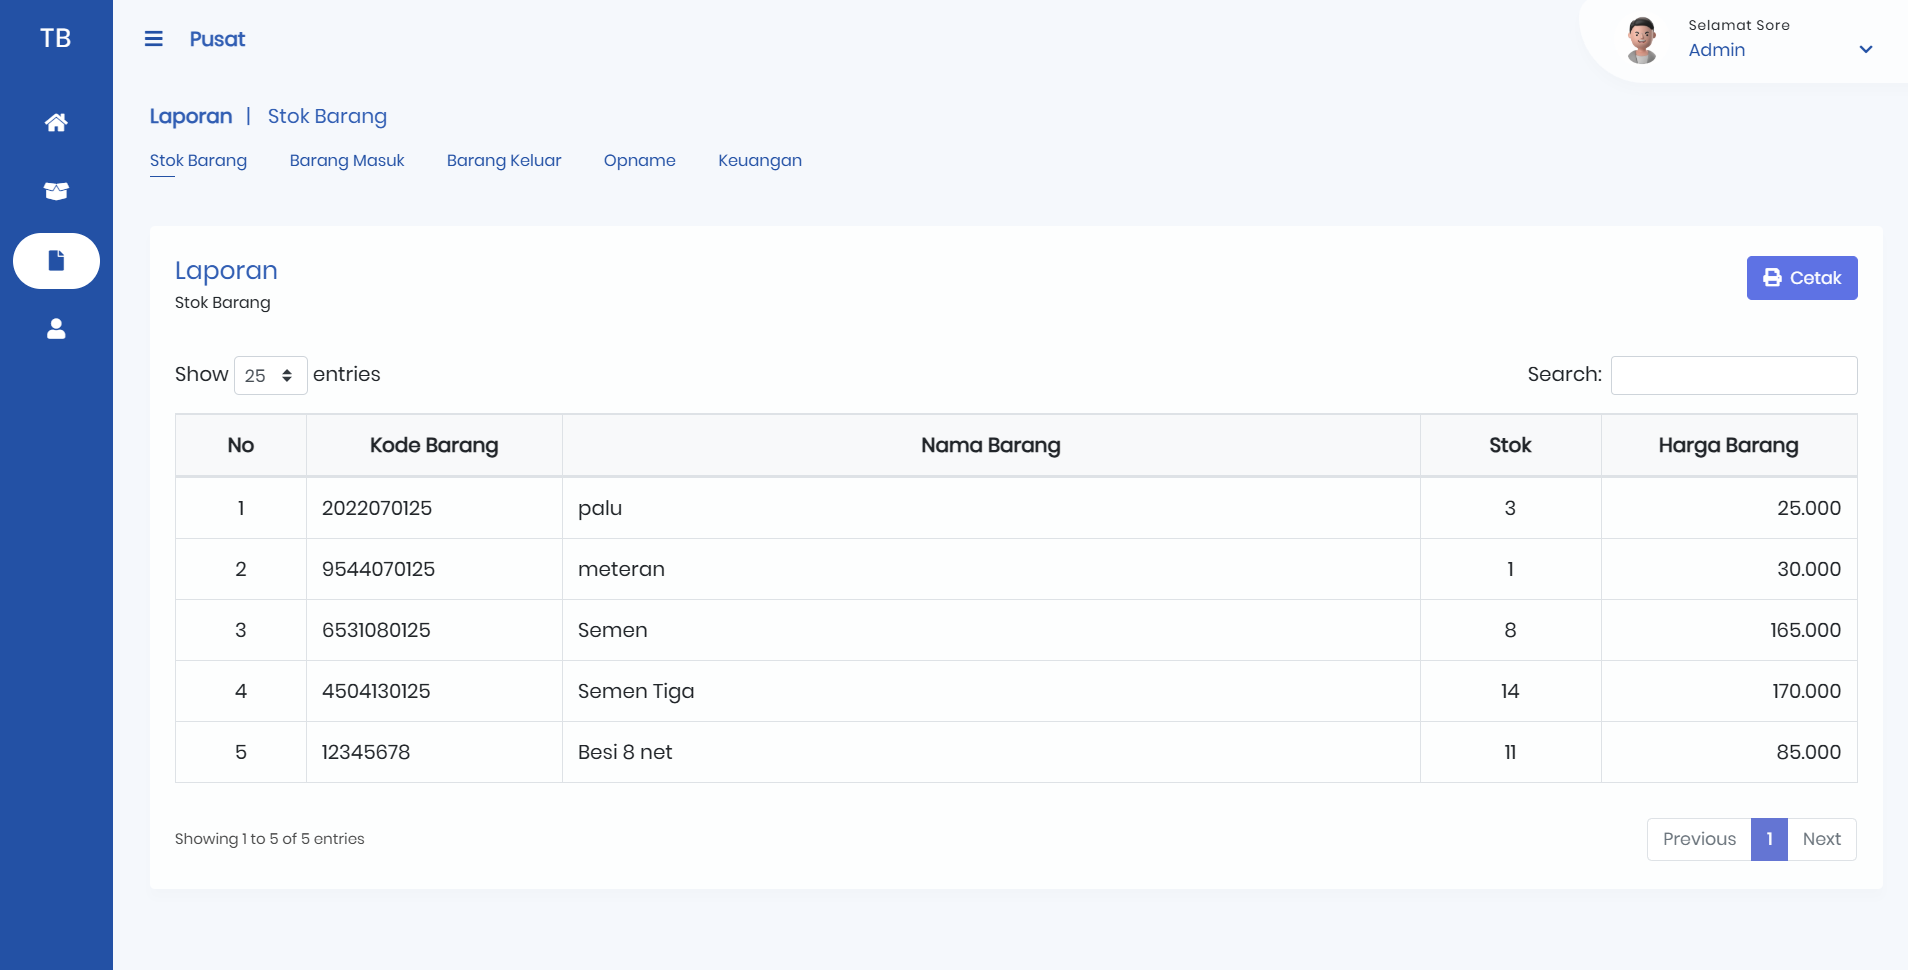 TB
Pusat
Selamat Sore
Admin
Laporan | Stok Barang
Stok Barang Barang Masuk Barang Keluar Opname Keuangan
Laporan
Stok Barang
Cetak
Show 25 entries
Search:
No Kode Barang Nama Barang Stok Harga Barang
1 2022070125 palu 3 25.000
2 9544070125 meteran 1 30.000
3 6531080125 Semen 8 165.000
4 4504130125 Semen Tiga 14 170.000
5 12345678 Besi 8 net 11 85.000
Showing 1 to 5 of 5 entries
Previous 1 Next